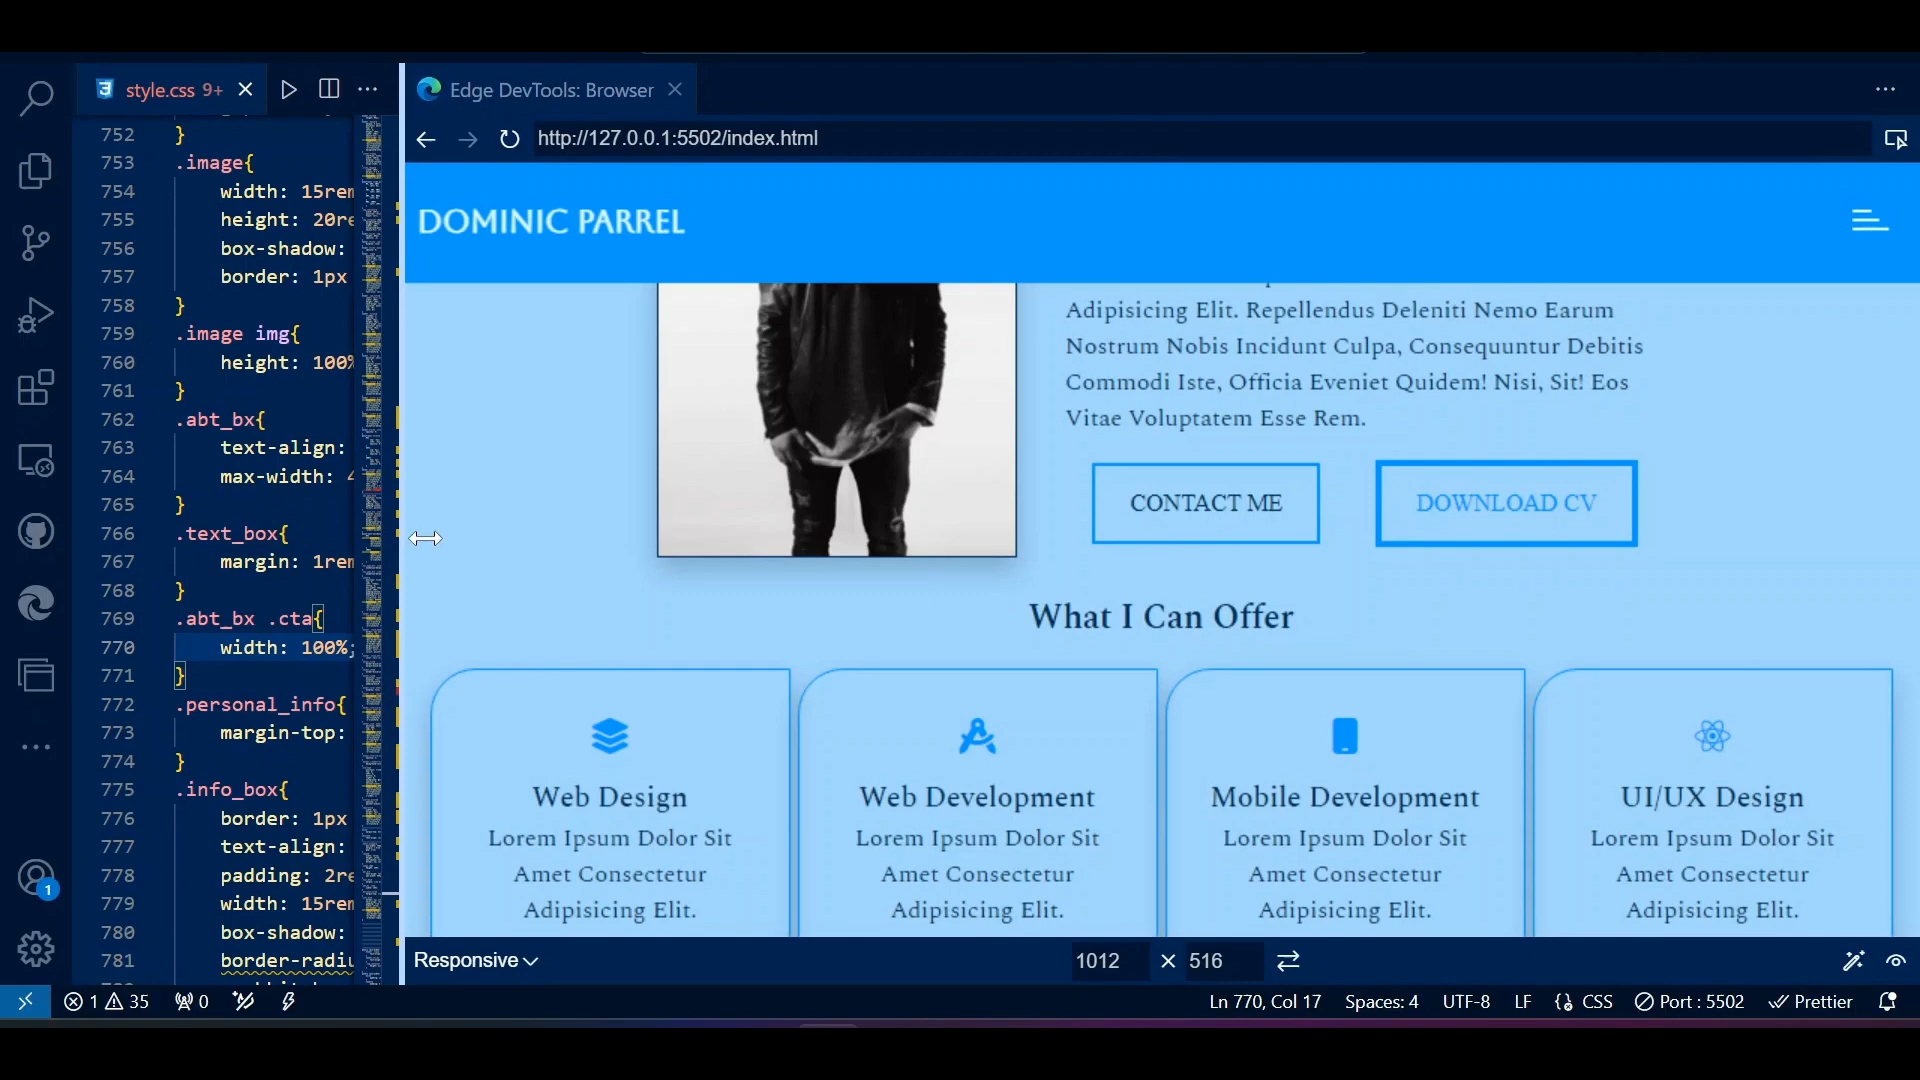 style.css 9+
Edge DevTools: Browser
http://127.0.0.1:5502/index.html
752 }
753 .image{
754 width: 15rem
755 height: 20re
756 box-shadow:
757 border: 1px
758 }
759 .image img{
760 height: 100%
761 }
762 .abt_bx{
763 text-align:
764 max-width: 4
765 }
766 .text_box{
767 margin: 1rem
768 }
769 .abt_bx .cta{
770 width: 100%;
771 }
772 .personal_info{
773 margin-top:
774 }
775 .info_box{
776 border: 1px
777 text-align:
778 padding: 2re
779 width: 15rem
780 box-shadow:
781 border-radiu
DOMINIC PARREL
Adipisicing Elit. Repellendus Deleniti Nemo Earum
Nostrum Nobis Incidunt Culpa, Consequuntur Debitis
Commodi Iste, Officia Eveniet Quidem! Nisi, Sit! Eos
Vitae Voluptatem Esse Rem.
CONTACT ME
DOWNLOAD CV
What I Can Offer
Web Design
Lorem Ipsum Dolor Sit
Amet Consectetur
Adipisicing Elit.
Web Development
Lorem Ipsum Dolor Sit
Amet Consectetur
Adipisicing Elit.
Mobile Development
Lorem Ipsum Dolor Sit
Amet Consectetur
Adipisicing Elit.
UI/UX Design
Lorem Ipsum Dolor Sit
Amet Consectetur
Adipisicing Elit.
Responsive
1012 × 516
1
1 35 0
Ln 770, Col 17 Spaces: 4 UTF-8 LF CSS Port : 5502 Prettier